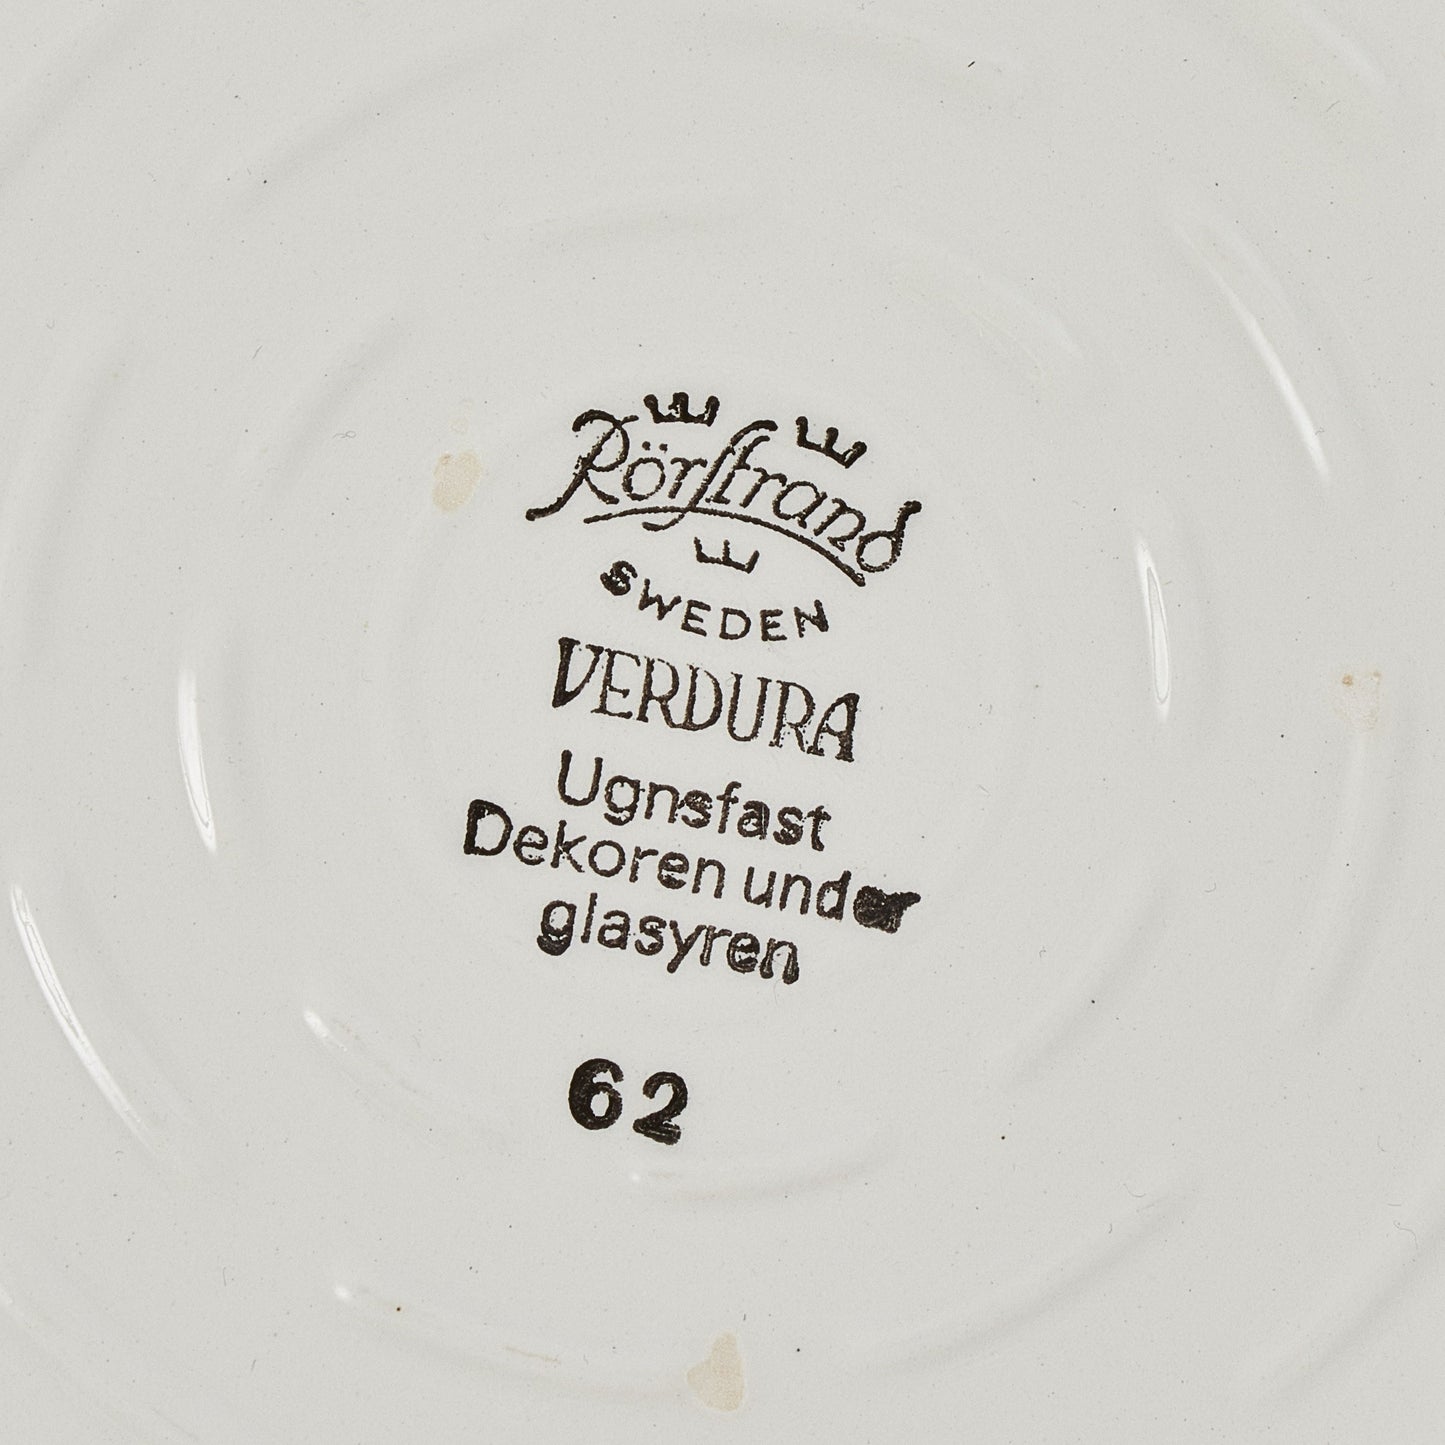 Rörstrand
SWEDEN
VERDURA
Ugnsfast
Dekoren under
glasyren
62